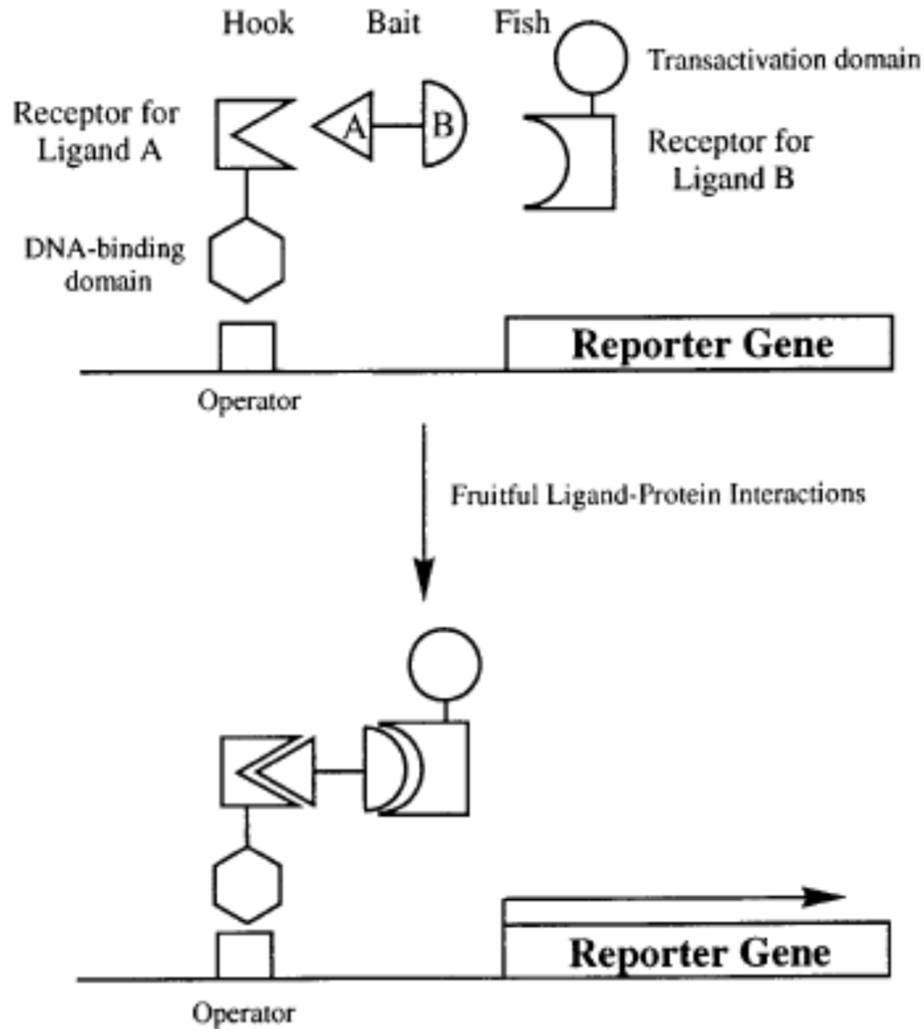 Hook
Bait
Fish
Transactivation domain
Receptor for
Ligand A
A
B
Receptor for
Ligand B
DNA-binding
domain
Reporter Gene
Operator
Fruitful Ligand-Protein Interactions
Reporter Gene
Operator